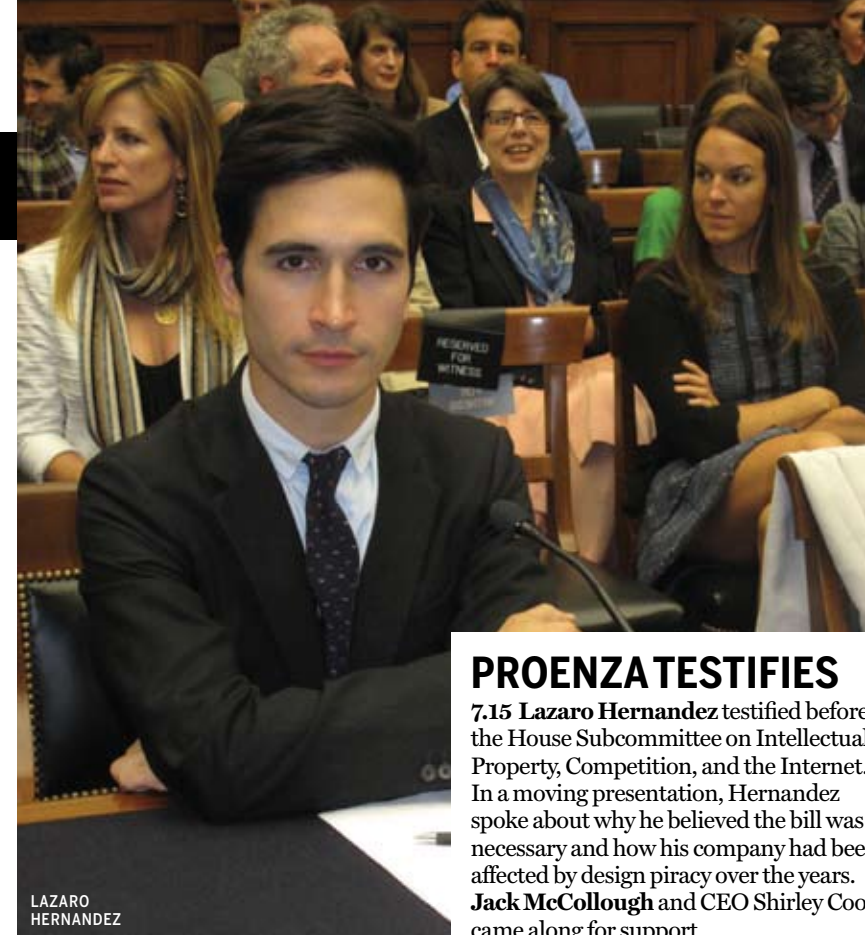 RESERVED
FOR
WITNESS
PROENZA TESTIFIES
7.15 Lazaro Hernandez testified before
the House Subcommittee on Intellectual
Property, Competition, and the Internet.
In a moving presentation, Hernandez
spoke about why he believed the bill was
necessary and how his company had bee
affected by design piracy over the years.
Jack McCollough and CEO Shirley Coo
came along for support
LAZARO
HERNANDEZ